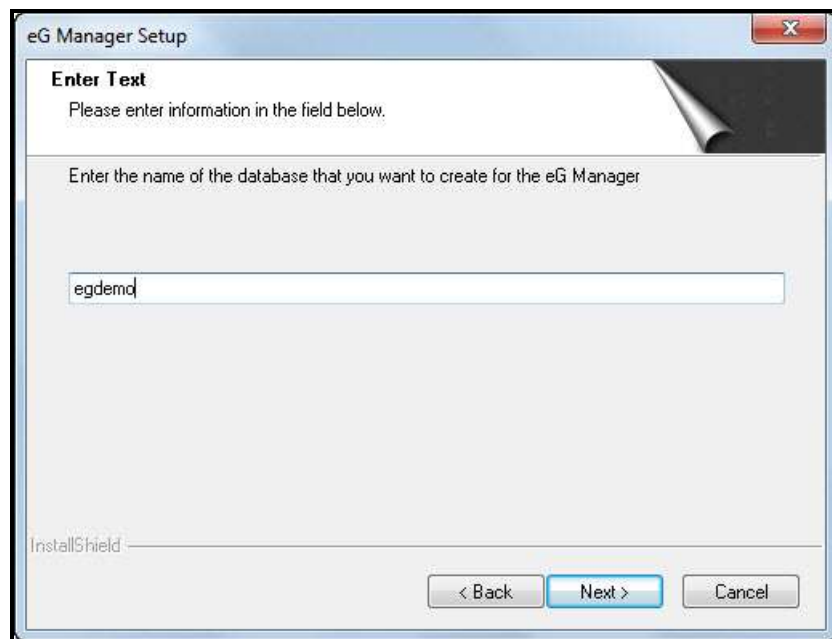 eG Manager Setup
Enter Text
Please enter information in the field below.
Enter the name of the database that you want to create for the eG Manager
egdemo
InstallShield
< Back Next > Cancel